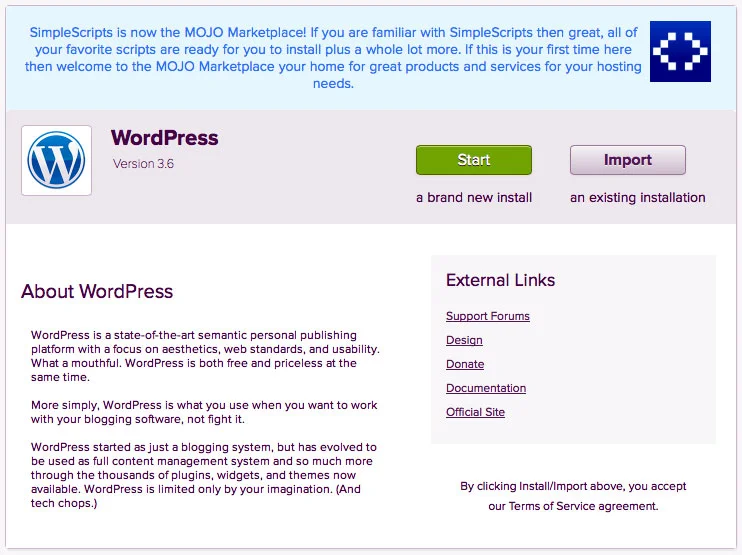 SimpleScripts is now the MOJO Marketplace! If you are familiar with SimpleScripts then great, all of
your favorite scripts are ready for you to install plus a whole lot more. If this is your first time here
then welcome to the MOJO Marketplace your home for great products and services for your hosting
needs.
WordPress
Version 3.6
Start
Import
a brand new install
an existing installation
About WordPress
WordPress is a state-of-the-art semantic personal publishing
platform with a focus on aesthetics, web standards, and usability.
What a mouthful. WordPress is both free and priceless at the
same time.
More simply, WordPress is what you use when you want to work
with your blogging software, not fight it.
WordPress started as just a blogging system, but has evolved to
be used as full content management system and so much more
through the thousands of plugins, widgets, and themes now
available. WordPress is limited only by your imagination. (And
tech chops.)
External Links
Support Forums
Design
Donate
Documentation
Official Site
By clicking Install/Import above, you accept
our Terms of Service agreement.